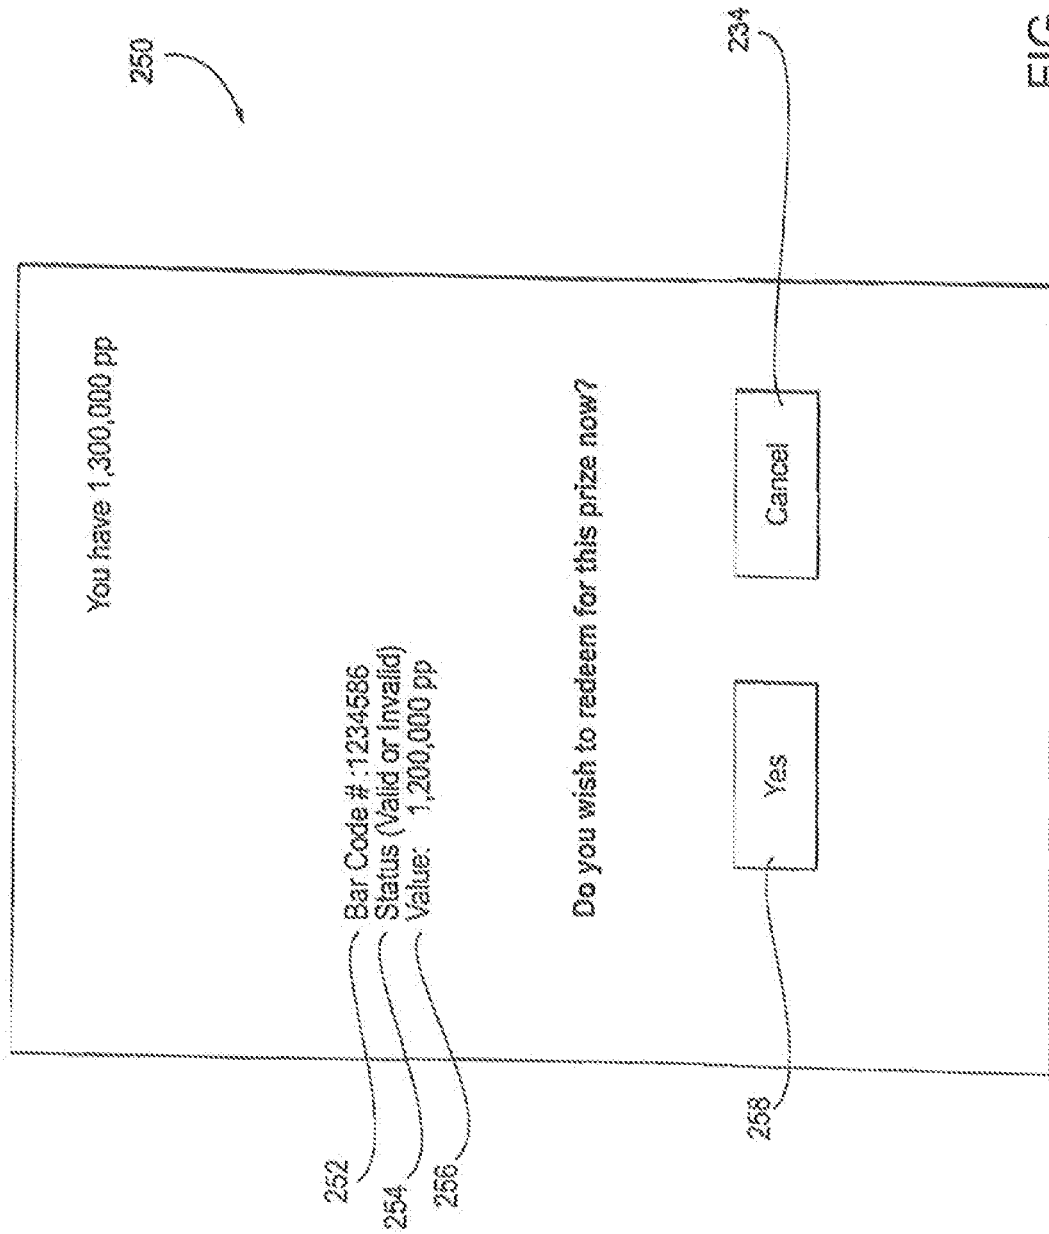 250
You have 1,300,000 pp
252
Bar Code # :1234586
254
Status (Valid or Invalid)
256
Value: 1,200,000 pp
Do you wish to redeem for this prize now?
258
Yes
Cancel
234
FIG